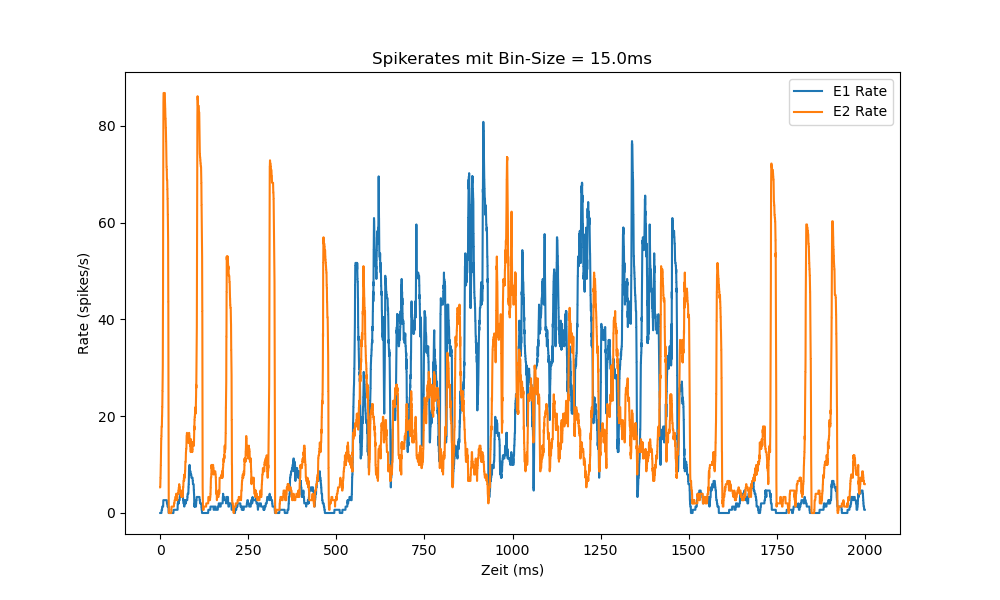 Spikerates mit Bin-Size = 15.0ms
E1 Rate
E2 Rate
80
60
40
20
0
Rate (spikes/s)
0 250 500 750 1000 1250 1500 1750 2000
Zeit (ms)